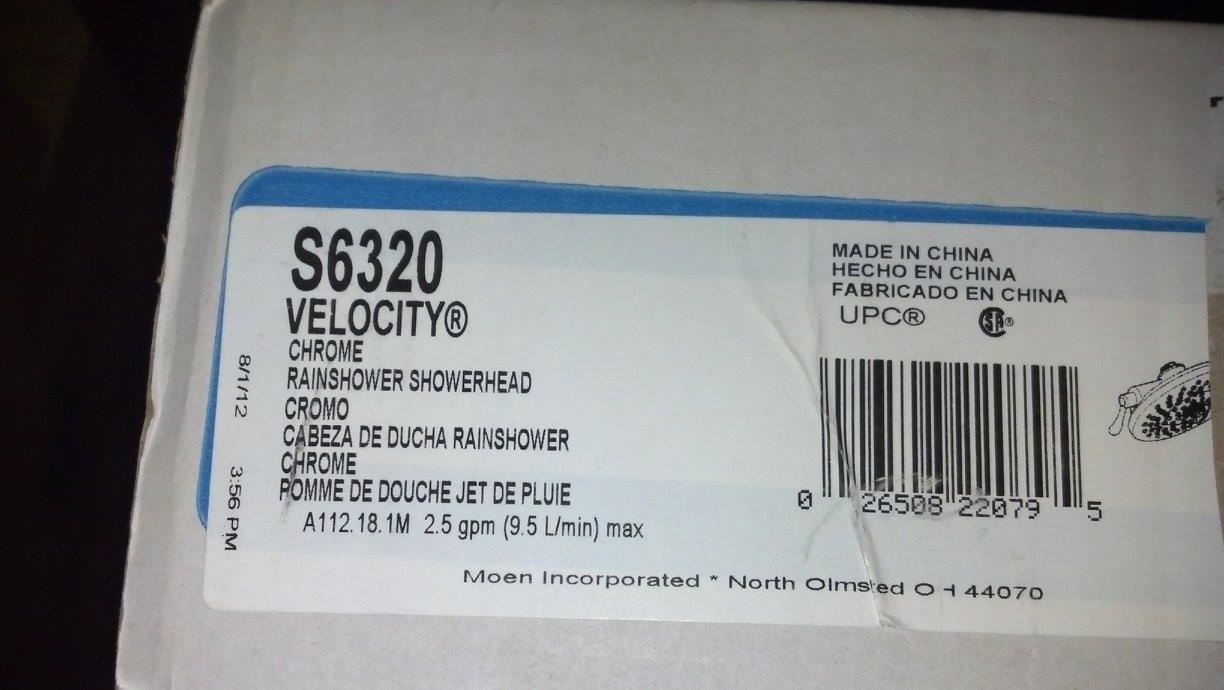 S6320
VELOCITY®
CHROME
RAINSHOWER SHOWERHEAD
CROMO
CABEZA DE DUCHA RAINSHOWER
CHROME
POMME DE DOUCHE JET DE PLUIE
A112.18.1M 2.5 gpm (9.5 L/min) max
MADE IN CHINA
HECHO EN CHINA
FABRICADO EN CHINA
UPC® SA®
0 26508 22079 5
Moen Incorporated * North Olmsted OH 44070
8/1/12 3:56 PM